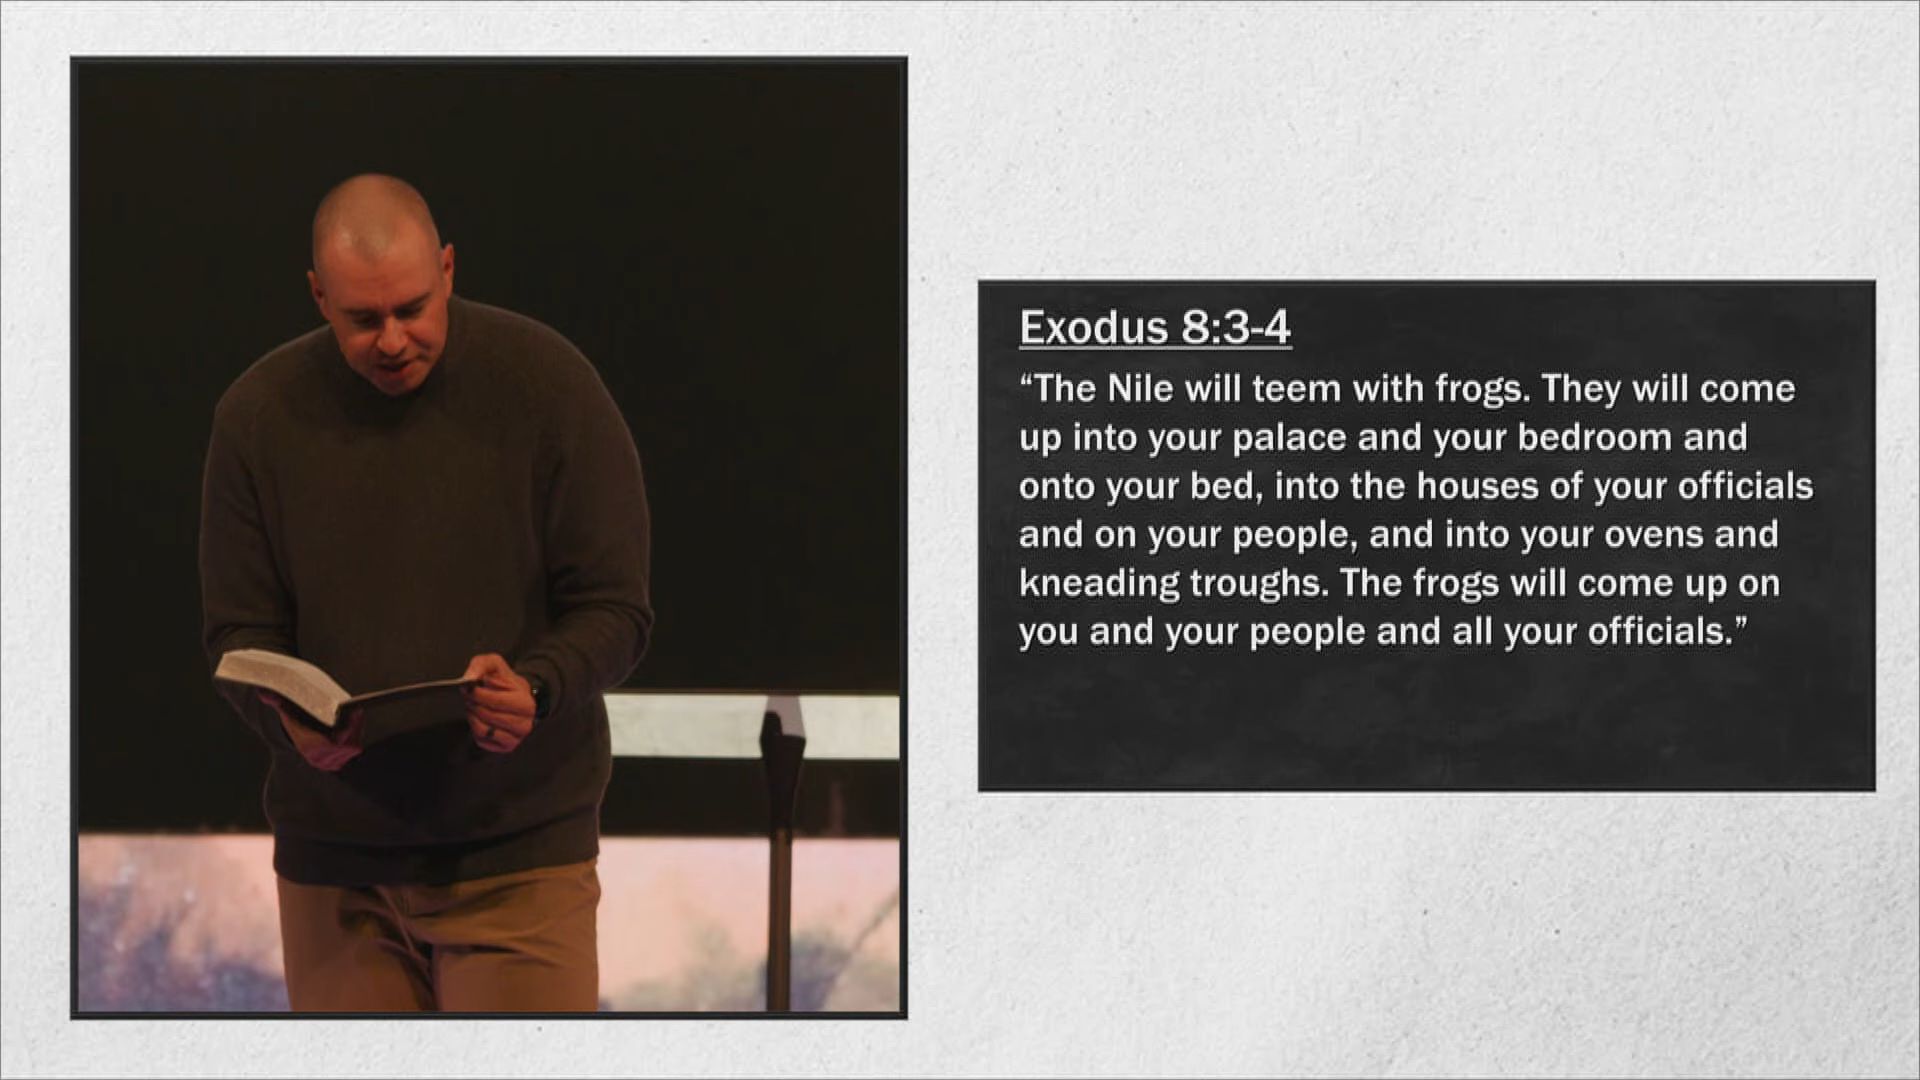 Exodus 8:3-4
“The Nile will teem with frogs. They will come
up into your palace and your bedroom and
onto your bed, into the houses of your officials
and on your people, and into your ovens and
kneading troughs. The frogs will come up on
you and your people and all your officials.”